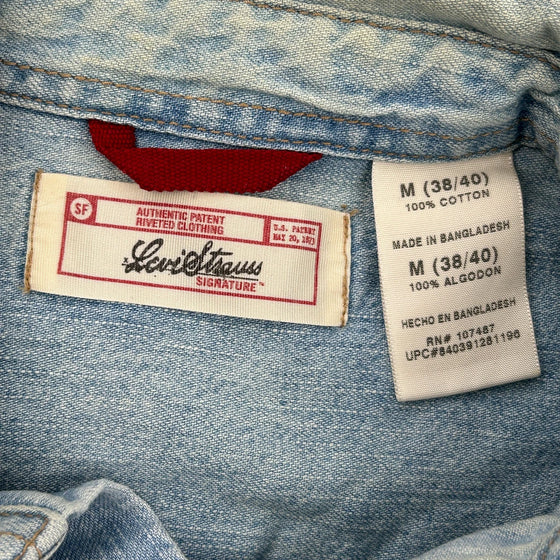 SF
AUTHENTIC PATENT
RIVETED CLOTHING
U.S. PATENT
MAY 20, 1873
Levi Strauss
SIGNATURE™
M (38/40)
100% COTTON
MADE IN BANGLADESH
M (38/40)
100% ALGODON
HECHO EN BANGLADESH
RN# 107487
UPC#840391281196